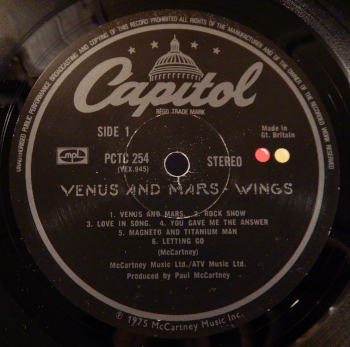 UNAUTHORISED PUBLIC PERFORMANCE, BROADCASTING AND COPYING OF THIS RECORD PROHIBITED. ALL RIGHTS OF THE MANUFACTURER AND OF THE OWNER OF THE RECORDED WORK RESERVED
Capitol
REGD TRADE MARK
SIDE 1
Made in
Gt. Britain
mpl
PCTC 254
STEREO
(YEX.945)
VENUS AND MARS · WINGS
1. VENUS AND MARS. 2. ROCK SHOW
3. LOVE IN SONG. 4. YOU GAVE ME THE ANSWER
5. MAGNETO AND TITANIUM MAN
6. LETTING GO
(McCartney)
McCartney Music Ltd./ATV Music Ltd.
Produced by Paul McCartney
℗ 1975 McCartney Music Inc.